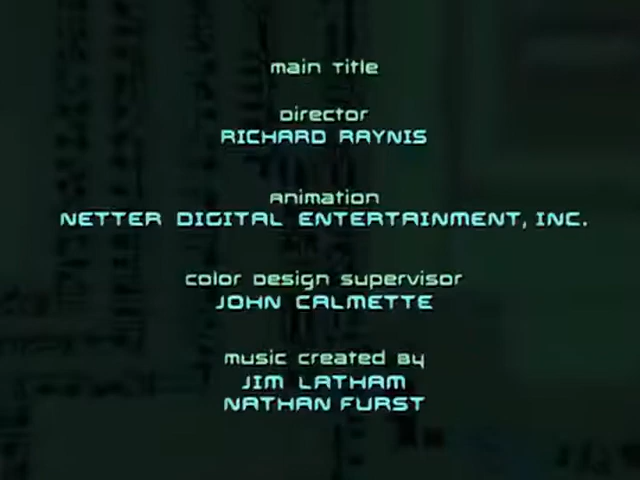 main Title
Director
RICHARD RAYNIS
Animation
NETTER DIGITAL ENTERTAINMENT, INC.
color Design supervisor
JOHN CALMETTE
music created By
JIM LATHAM
NATHAN FURST